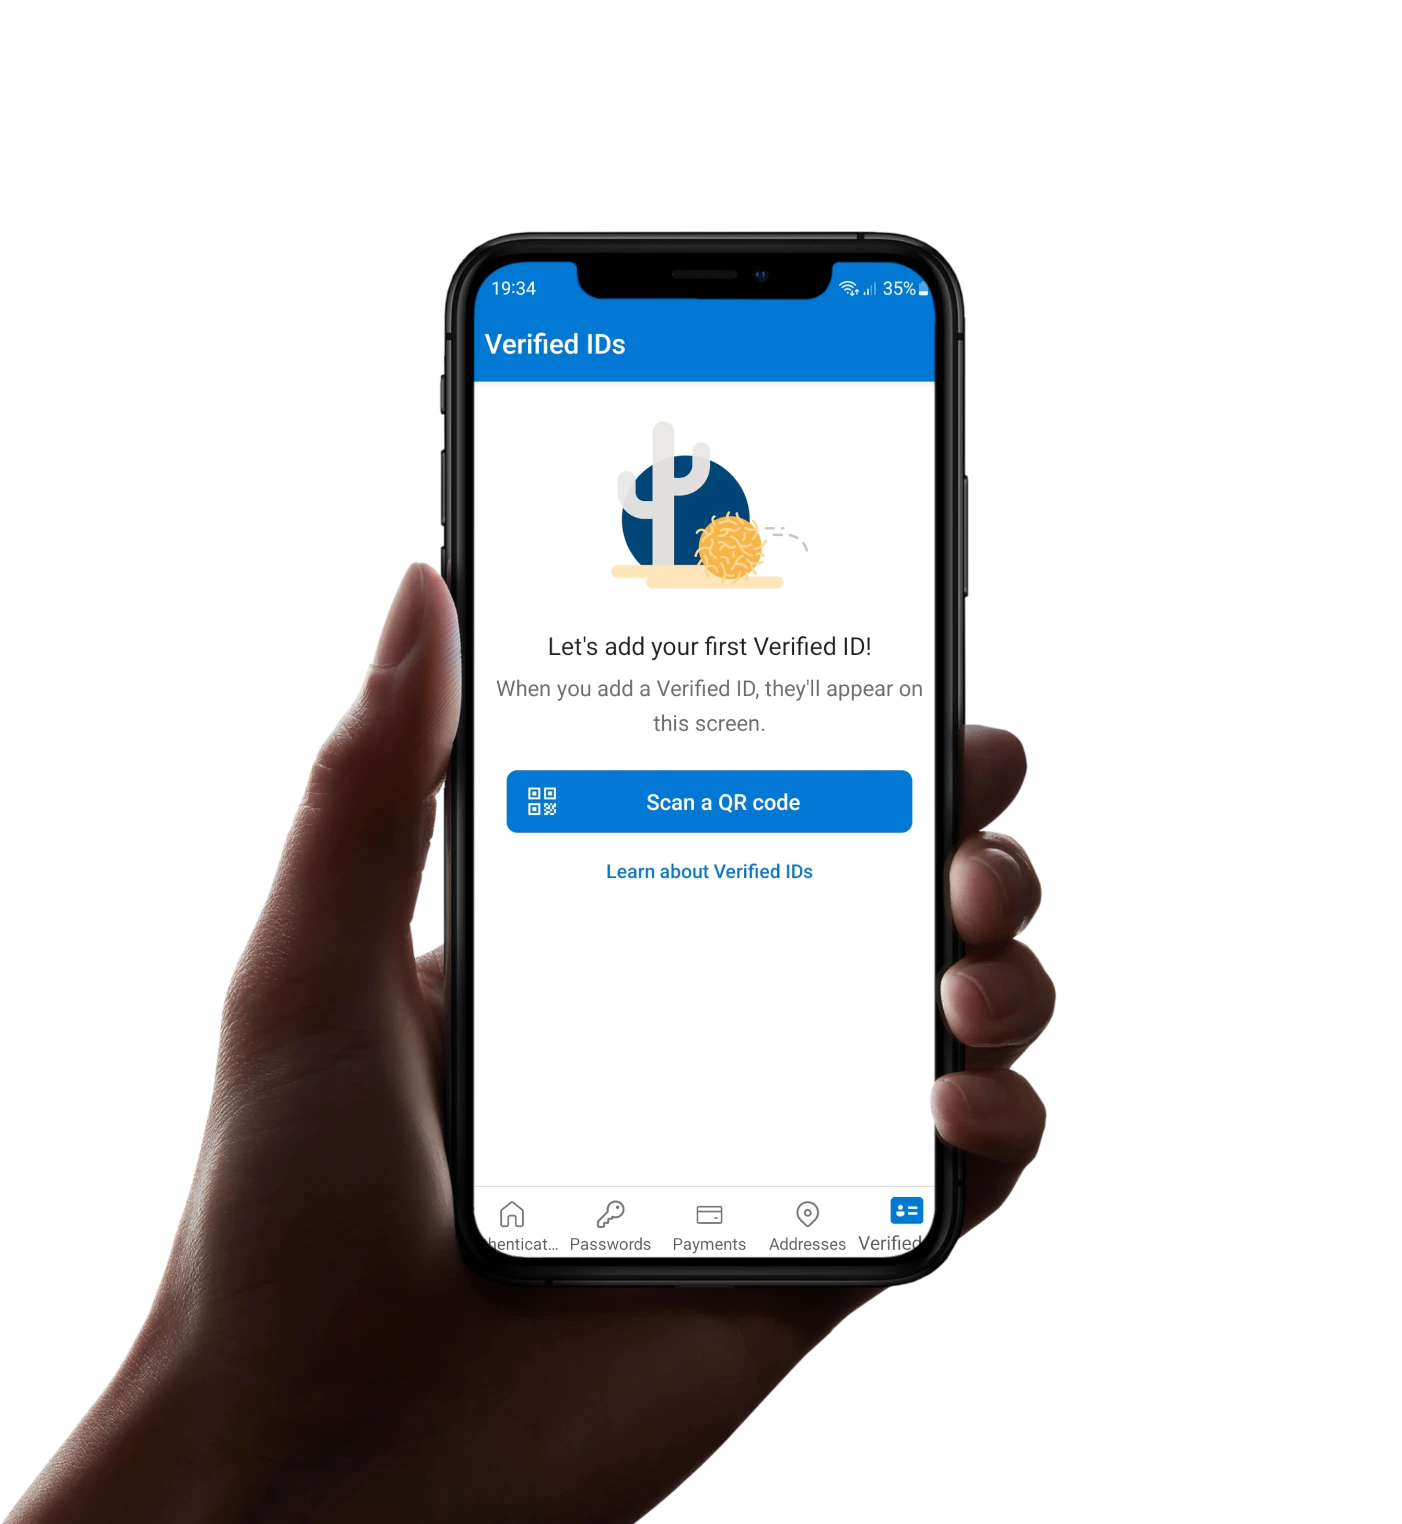 19:34 35%
Verified IDs
Let's add your first Verified ID!
When you add a Verified ID, they'll appear on
this screen.
Scan a QR code
Learn about Verified IDs
henticat... Passwords Payments Addresses Verified